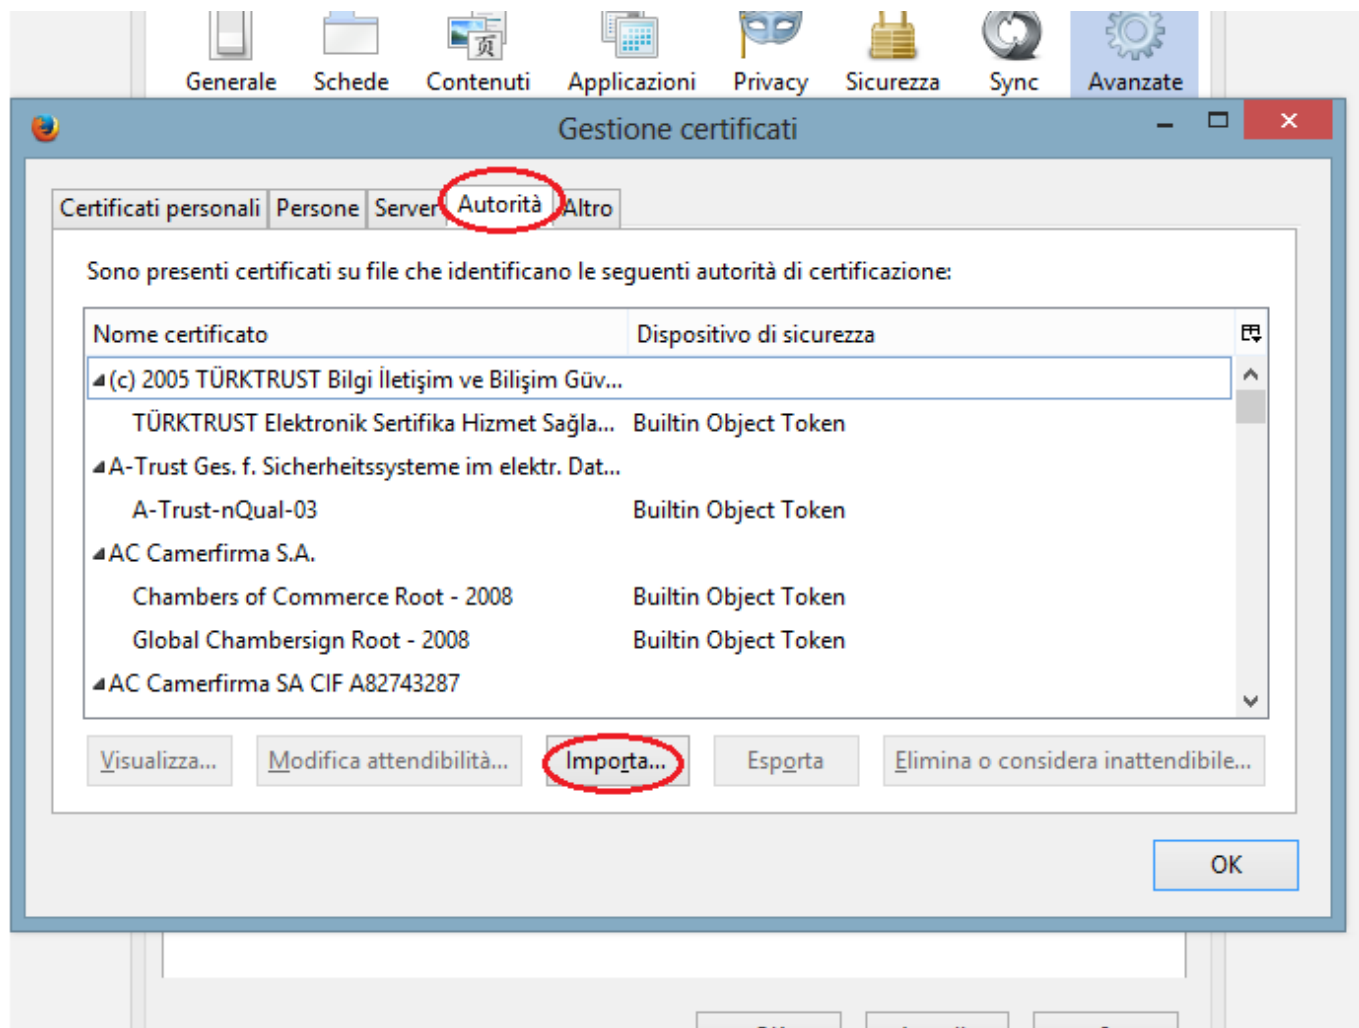 Generale Schede Contenuti Applicazioni Privacy Sicurezza Sync Avanzate
Gestione certificati
Certificati personali Persone Server Autorità Altro
Sono presenti certificati su file che identificano le seguenti autorità di certificazione:
Nome certificato Dispositivo di sicurezza
(c) 2005 TÜRKTRUST Bilgi İletişim ve Bilişim Güv...
TÜRKTRUST Elektronik Sertifika Hizmet Sağla... Builtin Object Token
A-Trust Ges. f. Sicherheitssysteme im elektr. Dat...
A-Trust-nQual-03 Builtin Object Token
AC Camerfirma S.A.
Chambers of Commerce Root - 2008 Builtin Object Token
Global Chambersign Root - 2008 Builtin Object Token
AC Camerfirma SA CIF A82743287
Visualizza... Modifica attendibilità... Importa... Esporta Elimina o considera inattendibile...
OK